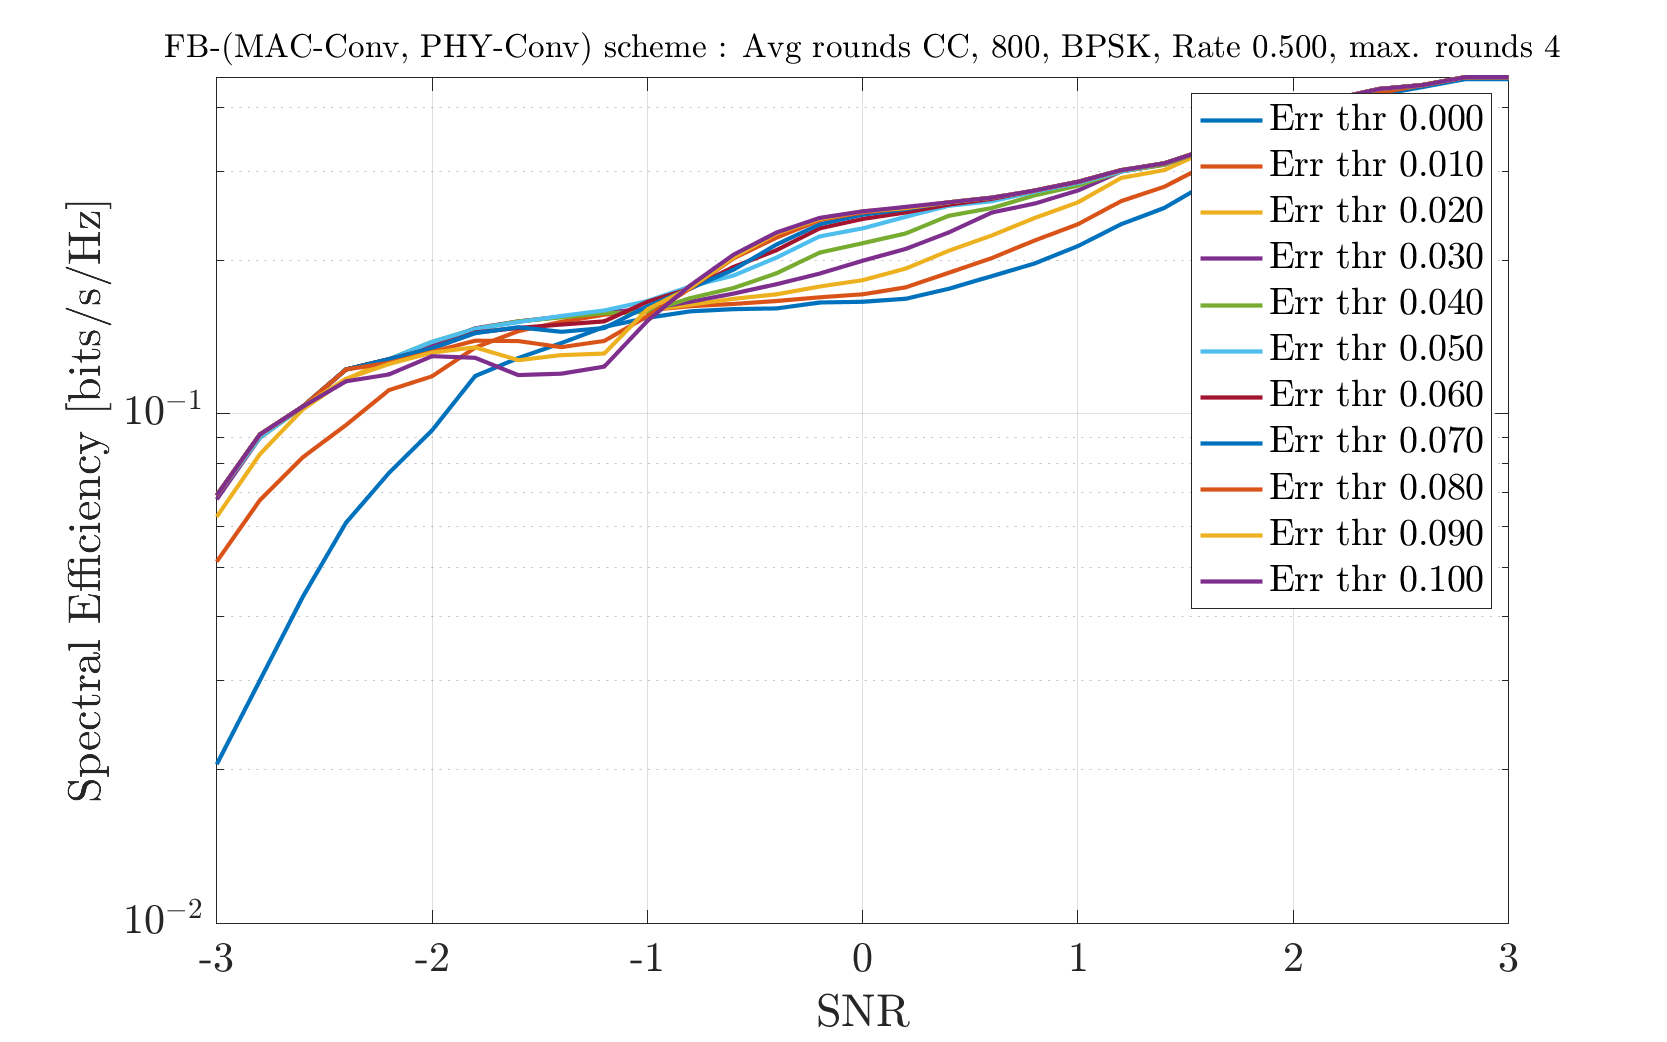 FB-(MAC-Conv, PHY-Conv) scheme : Avg rounds CC, 800, BPSK, Rate 0.500, max. rounds 4
Spectral Efficiency [bits/s/Hz]
10⁻¹
10⁻²
Err thr 0.000
Err thr 0.010
Err thr 0.020
Err thr 0.030
Err thr 0.040
Err thr 0.050
Err thr 0.060
Err thr 0.070
Err thr 0.080
Err thr 0.090
Err thr 0.100
-3 -2 -1 0 1 2 3
SNR